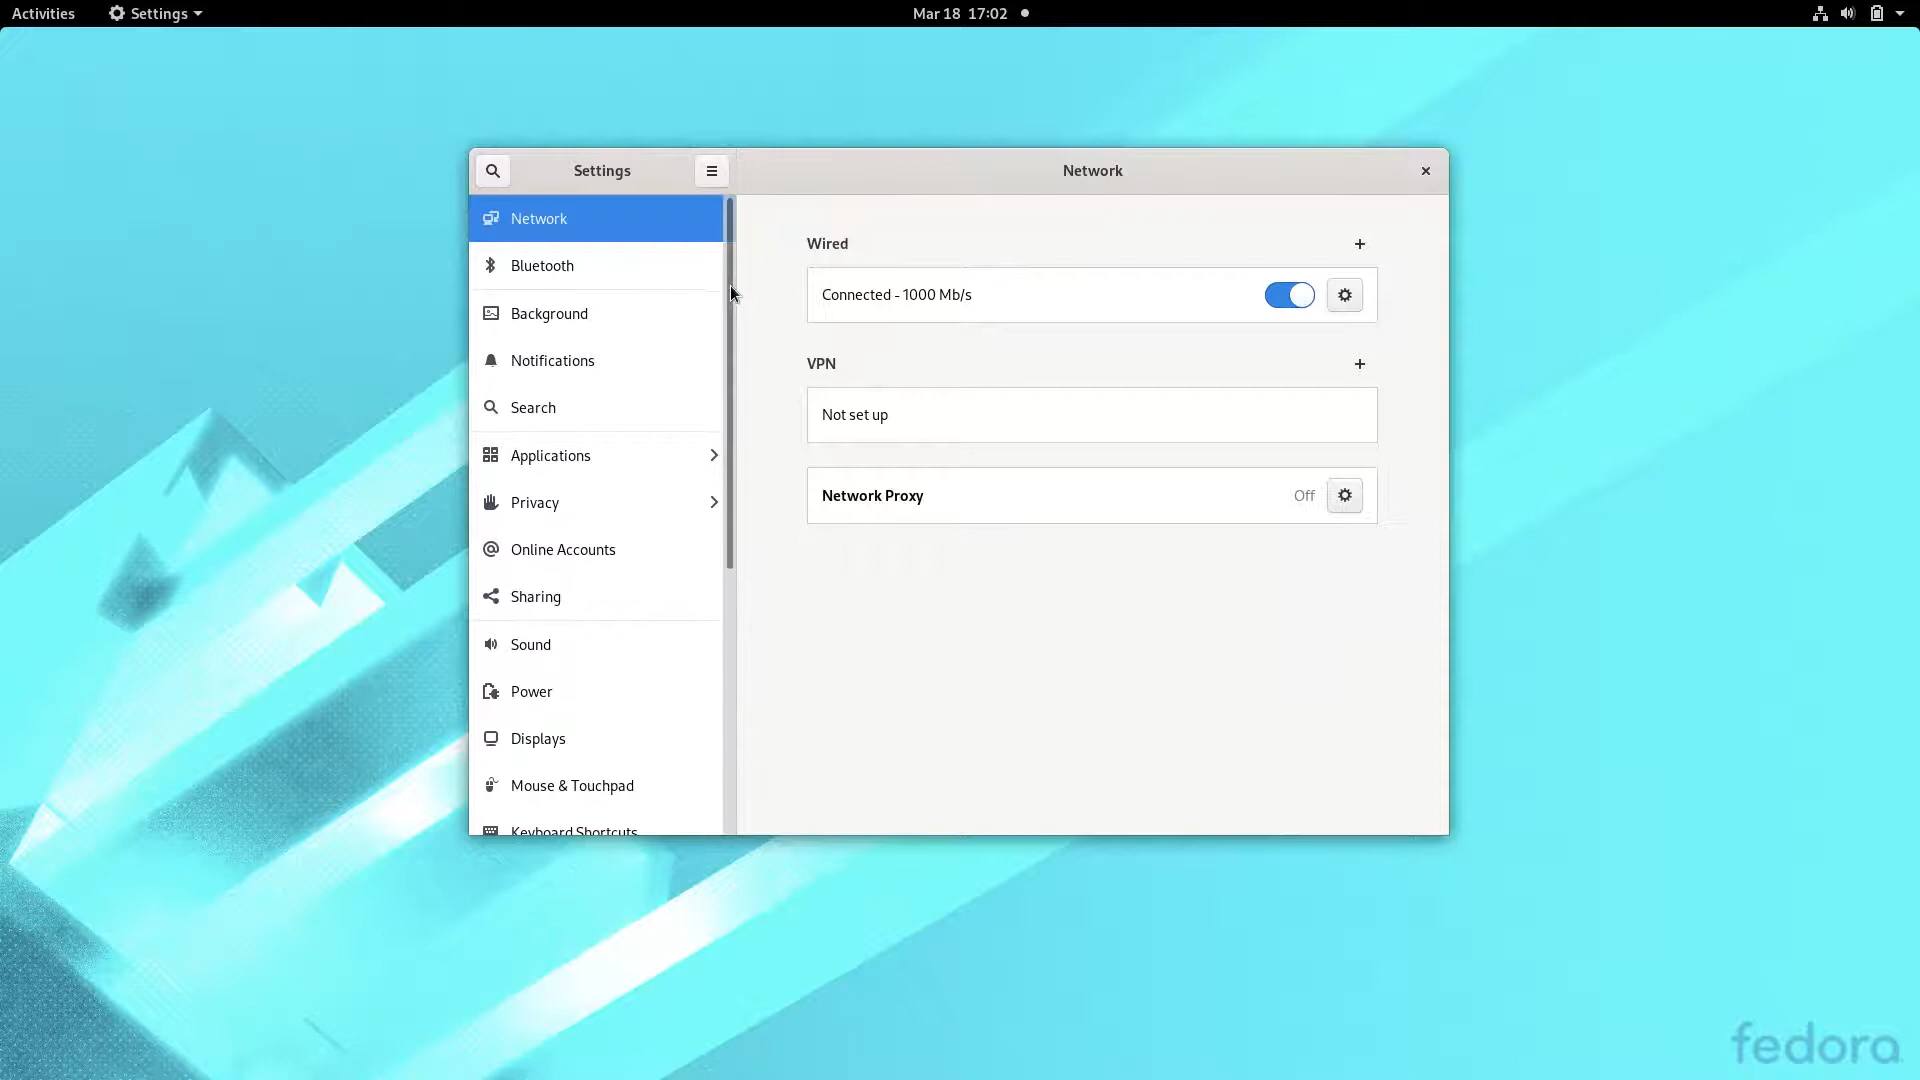 Activities
Settings
Mar 18 17:02
Settings
Network
Network
Bluetooth
Background
Notifications
Search
Applications
Privacy
Online Accounts
Sharing
Sound
Power
Displays
Mouse & Touchpad
Keyboard Shortcuts
Wired
Connected - 1000 Mb/s
VPN
Not set up
Network Proxy
Off
fedora